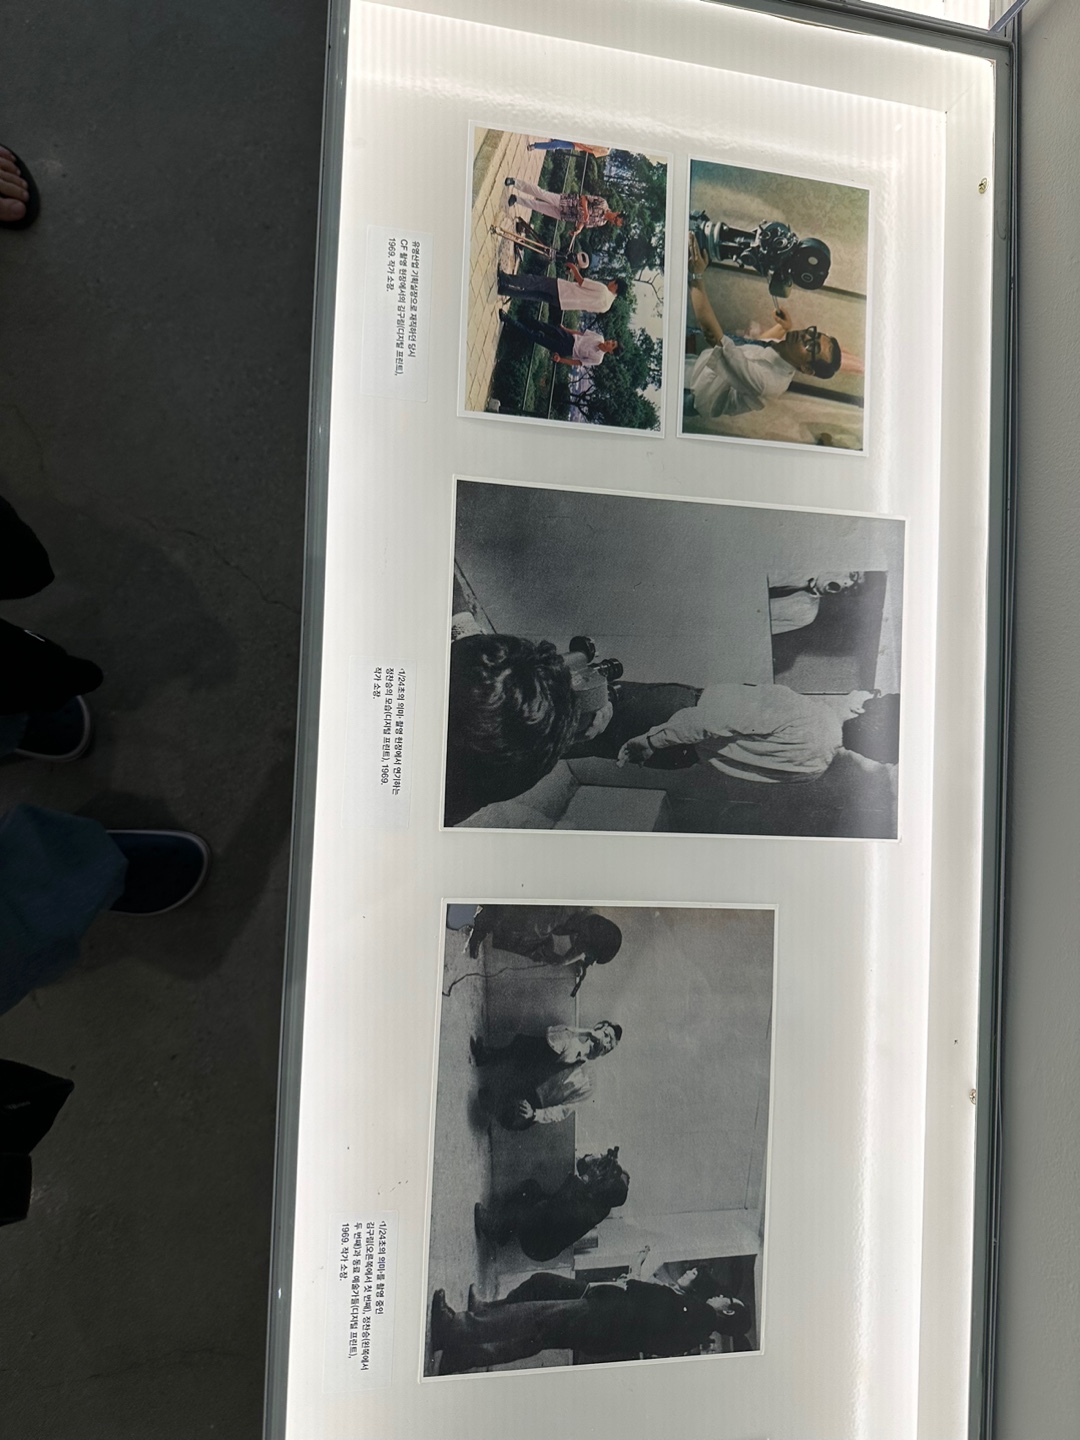 유영산업 기획실장으로 재직하던 당시
CF 촬영 현장에서의 김구림(디지털 프린트),
1969. 작가 소장.
‹1/24초의 의미› 촬영 현장에서 연기하는
정찬승의 모습(디지털 프린트), 1969.
작가 소장.
‹1/24초의 의미›를 촬영 중인
김구림(오른쪽에서 첫 번째), 정찬승(왼쪽에서
두 번째)과 동료 예술가들(디지털 프린트),
1969. 작가 소장.